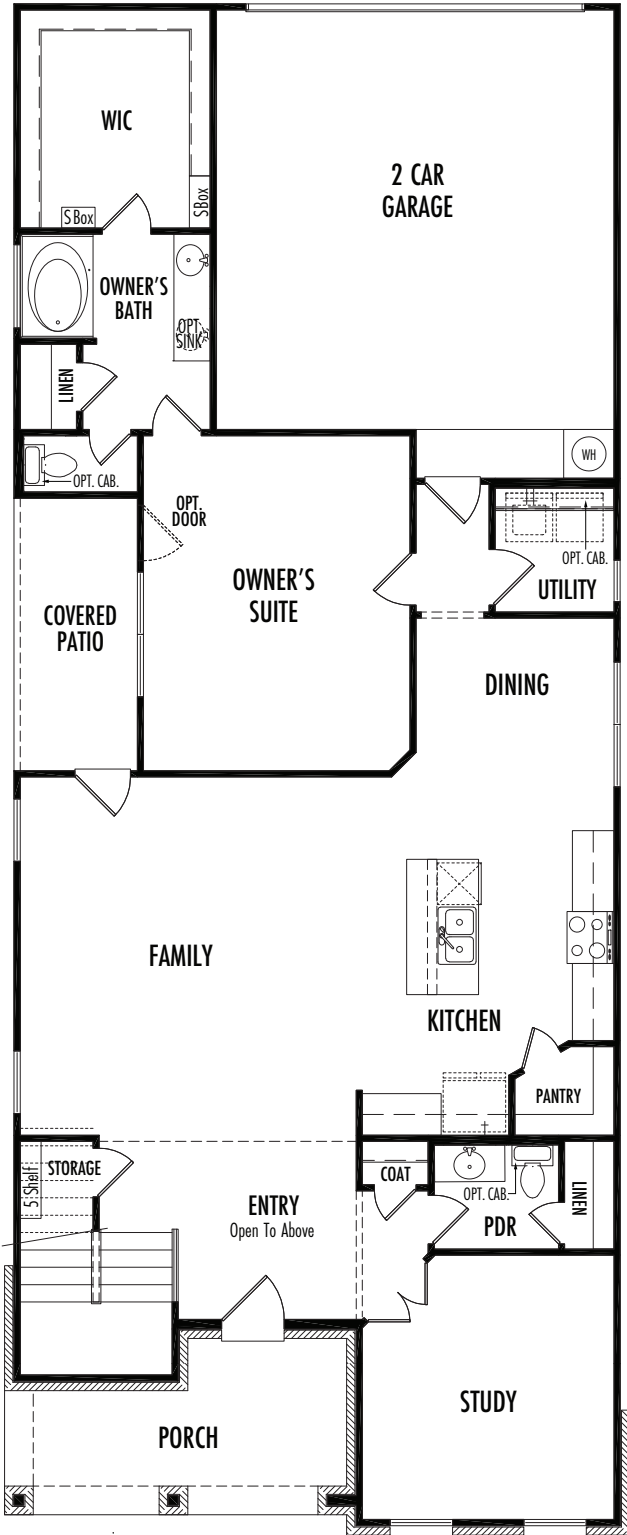 WIC
2 CAR
GARAGE
S Box
S Box
OWNER'S
BATH
OPT.
SINK
LINEN
OPT. CAB.
WH
OPT.
DOOR
OPT. CAB.
UTILITY
OWNER'S
SUITE
COVERED
PATIO
DINING
FAMILY
KITCHEN
PANTRY
STORAGE
5 Shelf
COAT
OPT. CAB.
LINEN
ENTRY
Open To Above
PDR
STUDY
PORCH